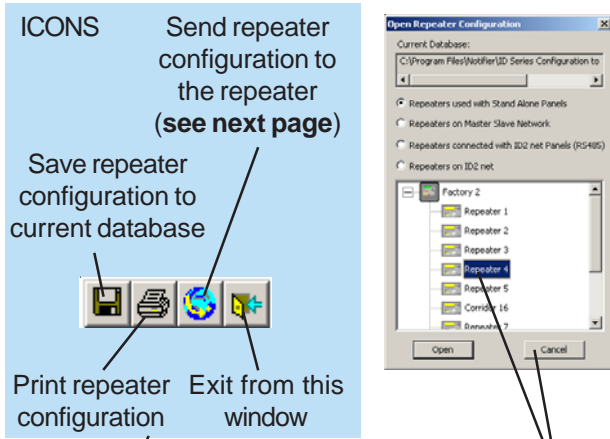 ICONS
Send repeater
configuration to
the repeater
(see next page)
Save repeater
configuration to
current database
Print repeater
configuration
Exit from this
window
Open Repeater Configuration
Current Database:
C:\Program Files\Notifier\ID Series Configuration to
Repeaters used with Stand Alone Panels
Repeaters on Master Slave Network
Repeaters connected with ID2 net Panels (RS485)
Repeaters on ID2 net
Factory 2
Repeater 1
Repeater 2
Repeater 3
Repeater 4
Repeater 5
Corridor 16
Repeater 7
Open
Cancel